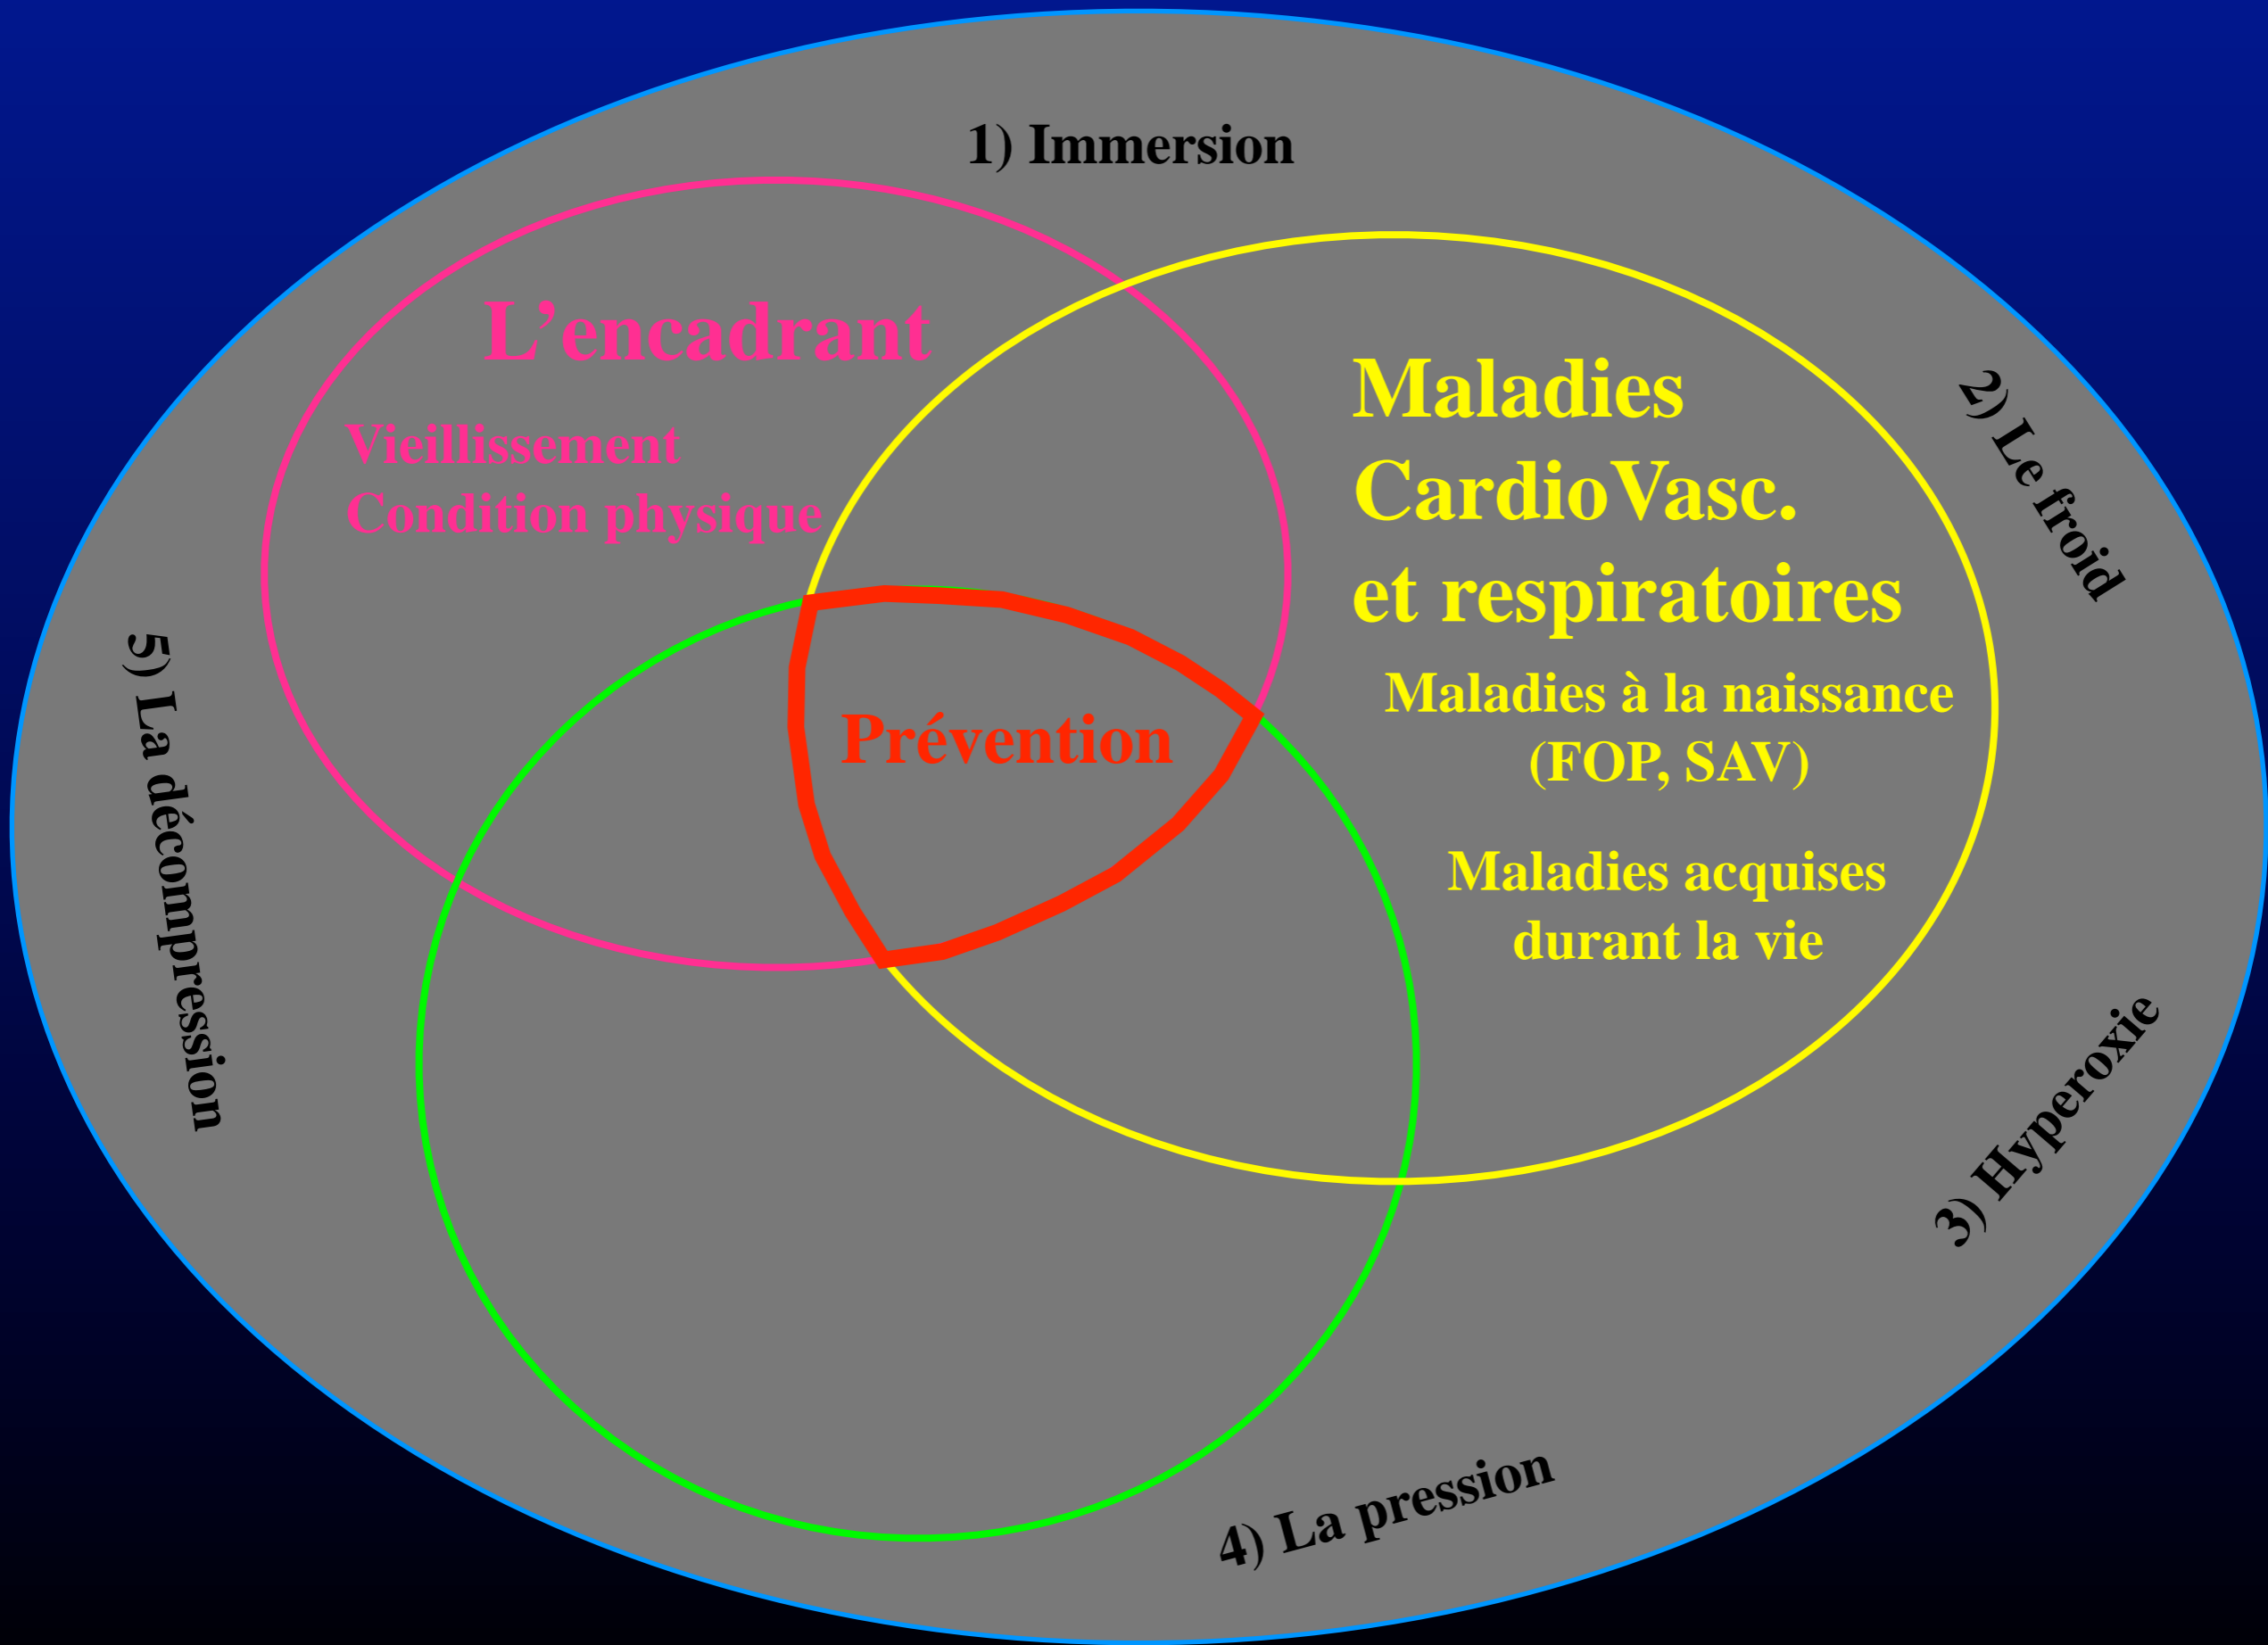 1) Immersion
L’encadrant
Vieillissement
Condition physique
Maladies
CardioVasc.
et respiratoires
Maladies à la naissance
(FOP, SAV)
Maladies acquises
durant la vie
Prévention
2) Le froid
3) Hyperoxie
4) La pression
5) La décompression